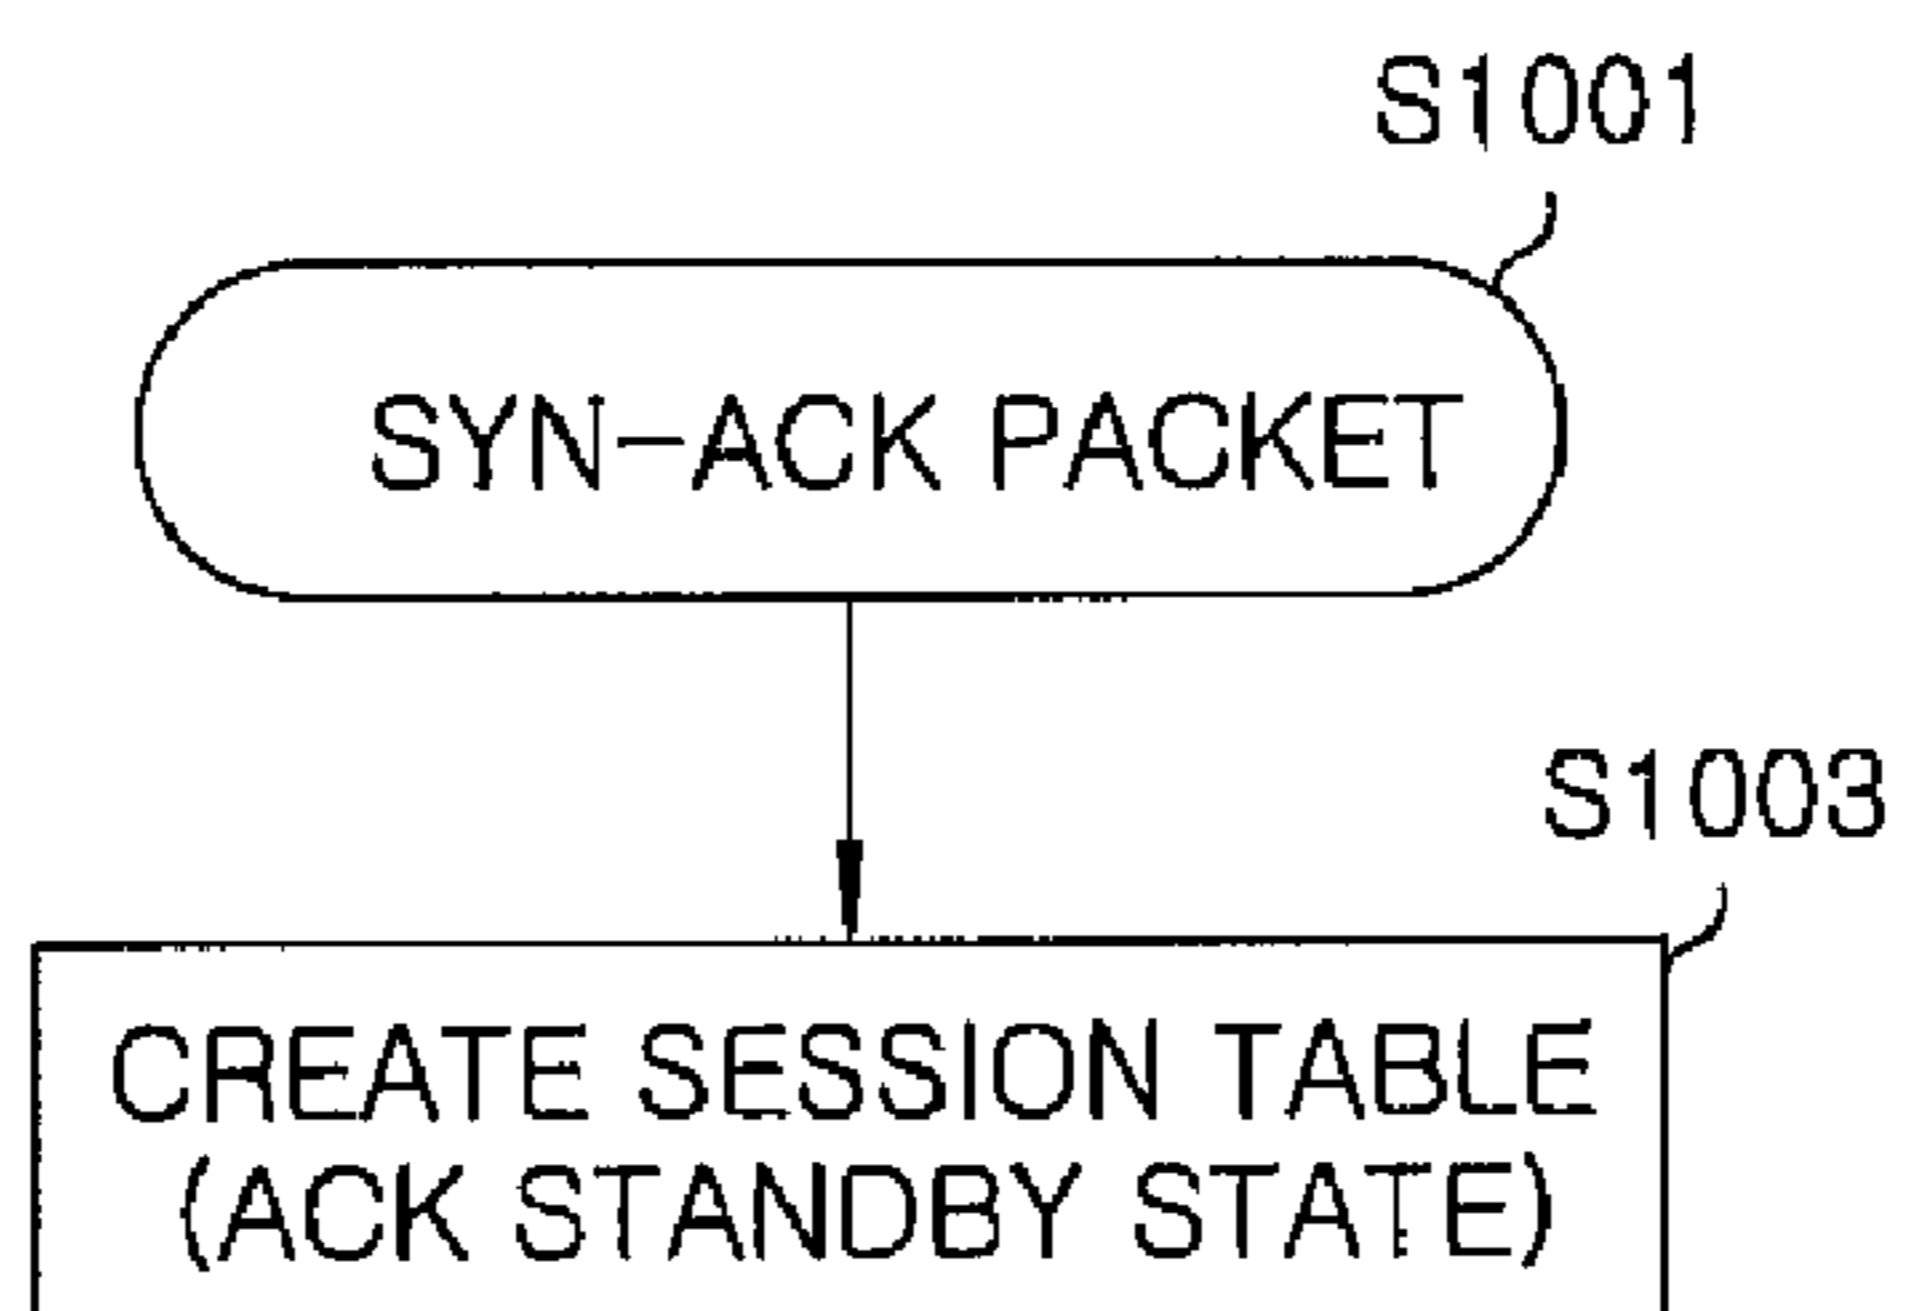 S1001
SYN-ACK PACKET
S1003
CREATE SESSION TABLE
(ACK STANDBY STATE)